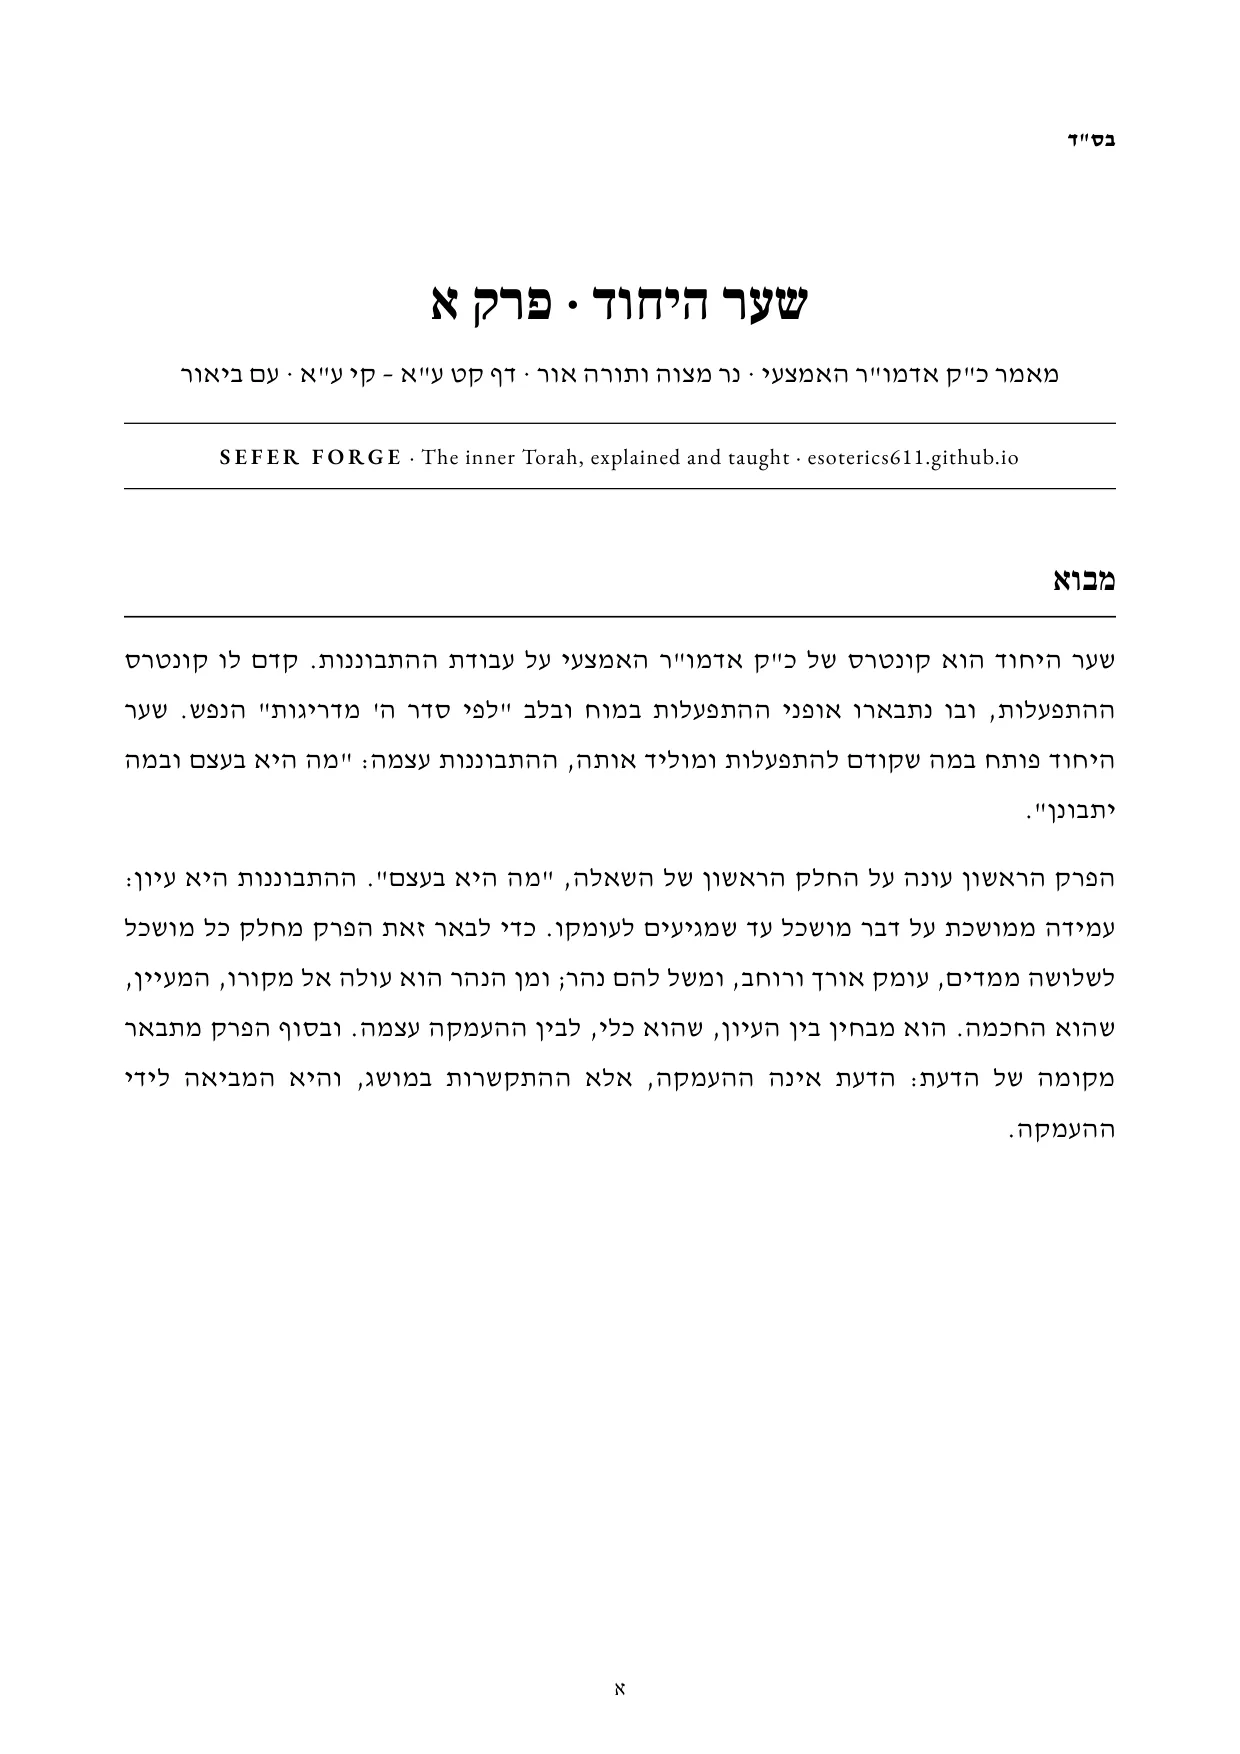 בס"ד
שער היחוד · פרק א
מאמר כ"ק אדמו"ר האמצעי · נר מצוה ותורה אור · דף קט ע"א – קי ע"א · עם ביאור
SEFER FORGE · The inner Torah, explained and taught · esoterics611.github.io
מבוא
שער היחוד הוא קונטרס של כ"ק אדמו"ר האמצעי על עבודת ההתבוננות. קדם לו קונטרס
ההתפעלות, ובו נתבארו אופני ההתפעלות במוח ובלב "לפי סדר ה' מדריגות" הנפש. שער
היחוד פותח במה שקודם להתפעלות ומוליד אותה, ההתבוננות עצמה: "מה היא בעצם ובמה
יתבונן".
הפרק הראשון עונה על החלק הראשון של השאלה, "מה היא בעצם". ההתבוננות היא עיון:
עמידה ממושכת על דבר מושכל עד שמגיעים לעומקו. כדי לבאר זאת הפרק מחלק כל מושכל
לשלושה ממדים, עומק אורך ורוחב, ומשל להם נהר; ומן הנהר הוא עולה אל מקורו, המעיין,
שהוא החכמה. הוא מבחין בין העיון, שהוא כלי, לבין ההעמקה עצמה. ובסוף הפרק מתבאר
מקומה של הדעת: הדעת אינה ההעמקה, אלא ההתקשרות במושג, והיא המביאה לידי
ההעמקה.
א